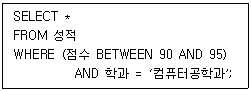 SELECT *
FROM 성적
WHERE (점수 BETWEEN 90 AND 95)
AND 학과 = ‘컴퓨터공학과’;